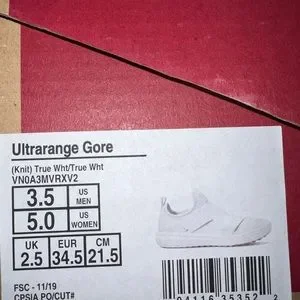 Ultrarange Gore
(Knit) True Wht/True Wht
VN0A3MVRXV2
3.5 US MEN
5.0 US WOMEN
UK EUR CM
2.5 34.5 21.5
FSC - 11/19
CPSIA PO/CUT#